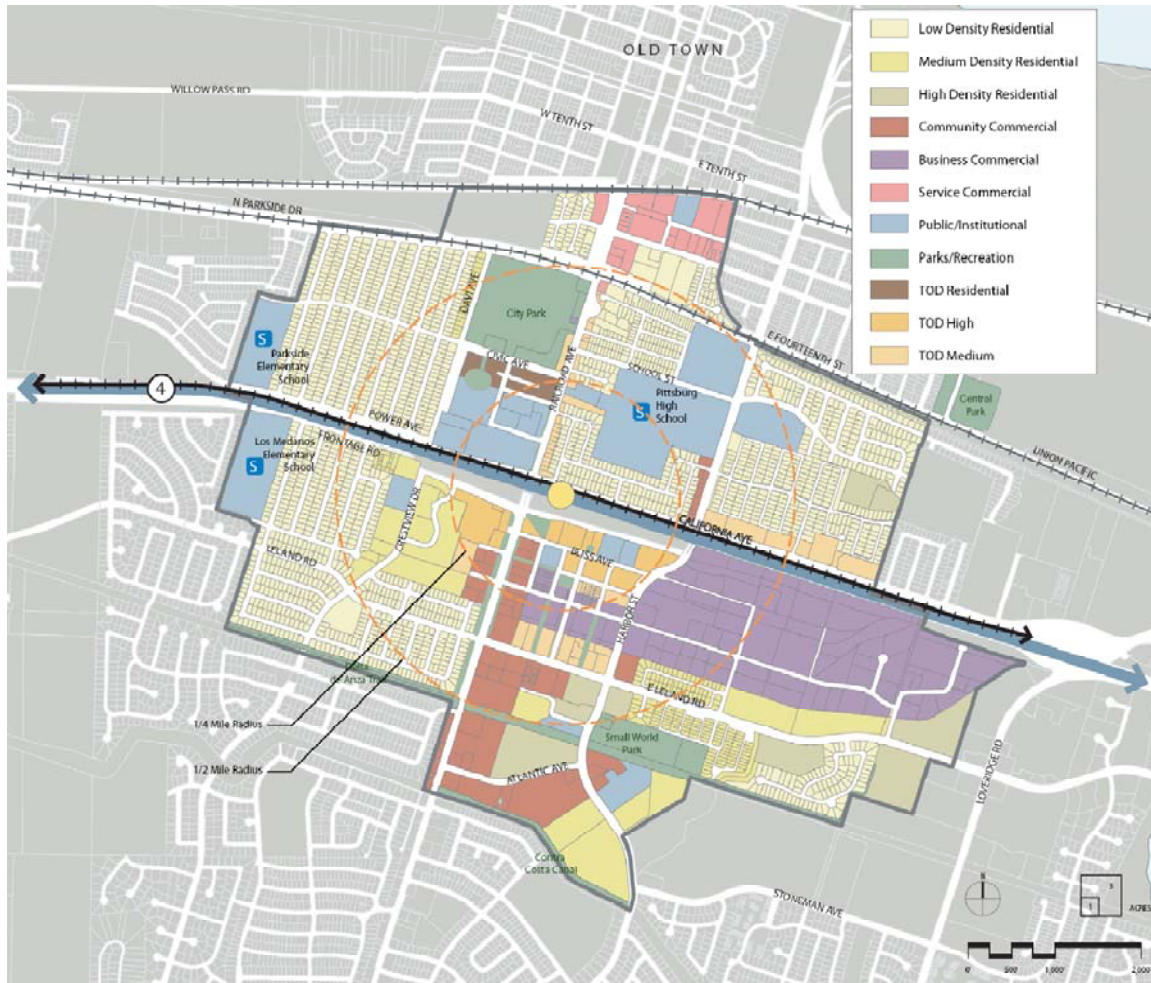 OLD TOWN
WILLOW PASS RD
W TENTH ST
E TENTH ST
N PARKSIDE DR
Low Density Residential
Medium Density Residential
High Density Residential
Community Commercial
Business Commercial
Service Commercial
Public/Institutional
Parks/Recreation
TOD Residential
TOD High
TOD Medium
DAVI AVE
City Park
CIVIC AVE
RAILROAD AVE
SCHOOL ST
E FOURTEENTH ST
S
Parkside
Elementary
School
S
Pittsburg
High
School
Central
Park
UNION PACIFIC
4
POWER AVE
FRONTAGE RD
Los Medanos
Elementary
School
S
CRESTVIEW DR
CALIFORNIA AVE
BLISS AVE
LELAND RD
HARBOR ST
E LELAND RD
1/4 Mile Radius
1/2 Mile Radius
Small World
Park
ATLANTIC AVE
LOVERIDGE RD
Contra
Costa Canal
STONEMAN AVE
N
ACRES
0
500
1,000
2,000